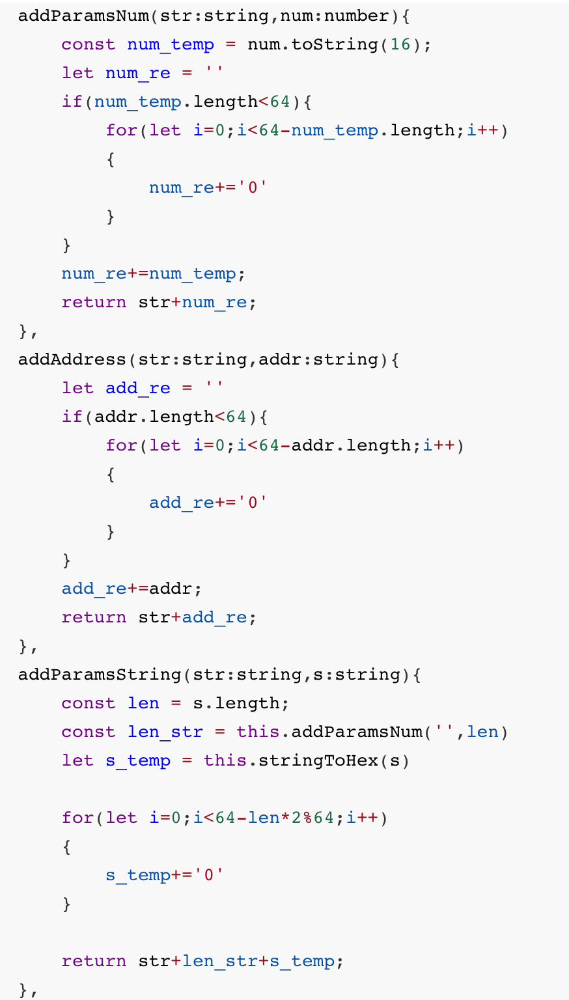 addParamsNum(str:string,num:number){
    const num_temp = num.toString(16);
    let num_re = ''
    if(num_temp.length<64){
        for(let i=0;i<64-num_temp.length;i++)
        {
            num_re+='0'
        }
    }
    num_re+=num_temp;
    return str+num_re;
},
addAddress(str:string,addr:string){
    let add_re = ''
    if(addr.length<64){
        for(let i=0;i<64-addr.length;i++)
        {
            add_re+='0'
        }
    }
    add_re+=addr;
    return str+add_re;
},
addParamsString(str:string,s:string){
    const len = s.length;
    const len_str = this.addParamsNum('',len)
    let s_temp = this.stringToHex(s)

    for(let i=0;i<64-len*2%64;i++)
    {
        s_temp+='0'
    }

    return str+len_str+s_temp;
},